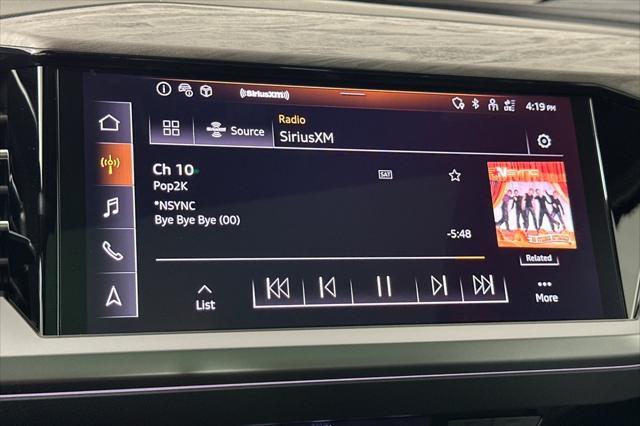 ((SiriusXM))
4:19 PM
Source
Radio
SiriusXM
Ch 10
Pop2K
SAT
*NSYNC
Bye Bye Bye (00)
-5:48
*NSYNC
Related
List
More